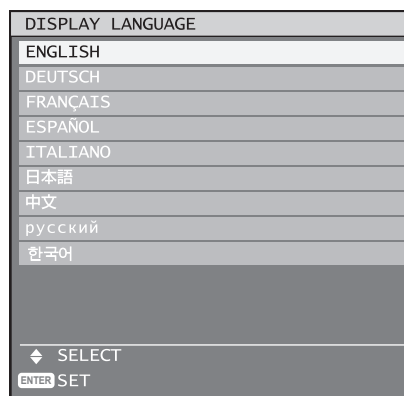 DISPLAY LANGUAGE
ENGLISH
DEUTSCH
FRANÇAIS
ESPAÑOL
ITALIANO
日本語
中文
русский
한국어
SELECT
ENTER SET